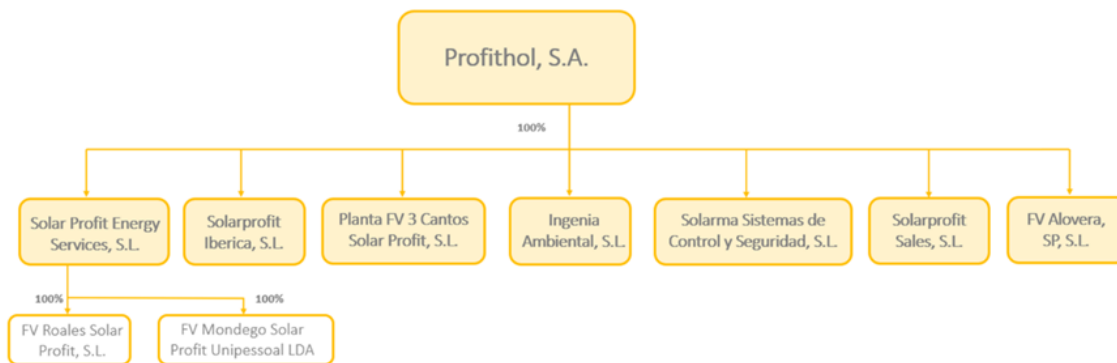 Profithol, S.A.
100%
Solar Profit Energy
Services, S.L.
Solarprofit
Iberica, S.L.
Planta FV 3 Cantos
Solar Profit, S.L.
Ingenia
Ambiental, S.L.
Solarma Sistemas de
Control y Seguridad, S.L.
Solarprofit
Sales, S.L.
FV Alovera,
SP, S.L.
100%
100%
FV Roales Solar
Profit, S.L.
FV Mondego Solar
Profit Unipessoal LDA